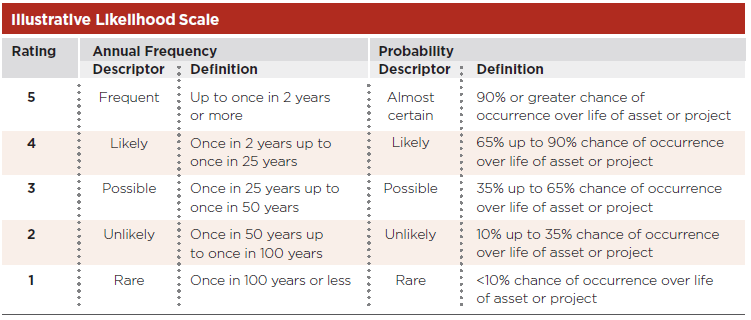 Illustrative Likelihood Scale
Rating Annual Frequency Probability
Descriptor Definition Descriptor Definition
5 Frequent Up to once in 2 years Almost 90% or greater chance of
or more certain occurrence over life of asset or project
4 Likely Once in 2 years up to Likely 65% up to 90% chance of occurrence
once in 25 years over life of asset or project
3 Possible Once in 25 years up to Possible 35% up to 65% chance of occurrence
once in 50 years over life of asset or project
2 Unlikely Once in 50 years up Unlikely 10% up to 35% chance of occurrence
to once in 100 years over life of asset or project
1 Rare Once in 100 years or less Rare <10% chance of occurrence over life
of asset or project